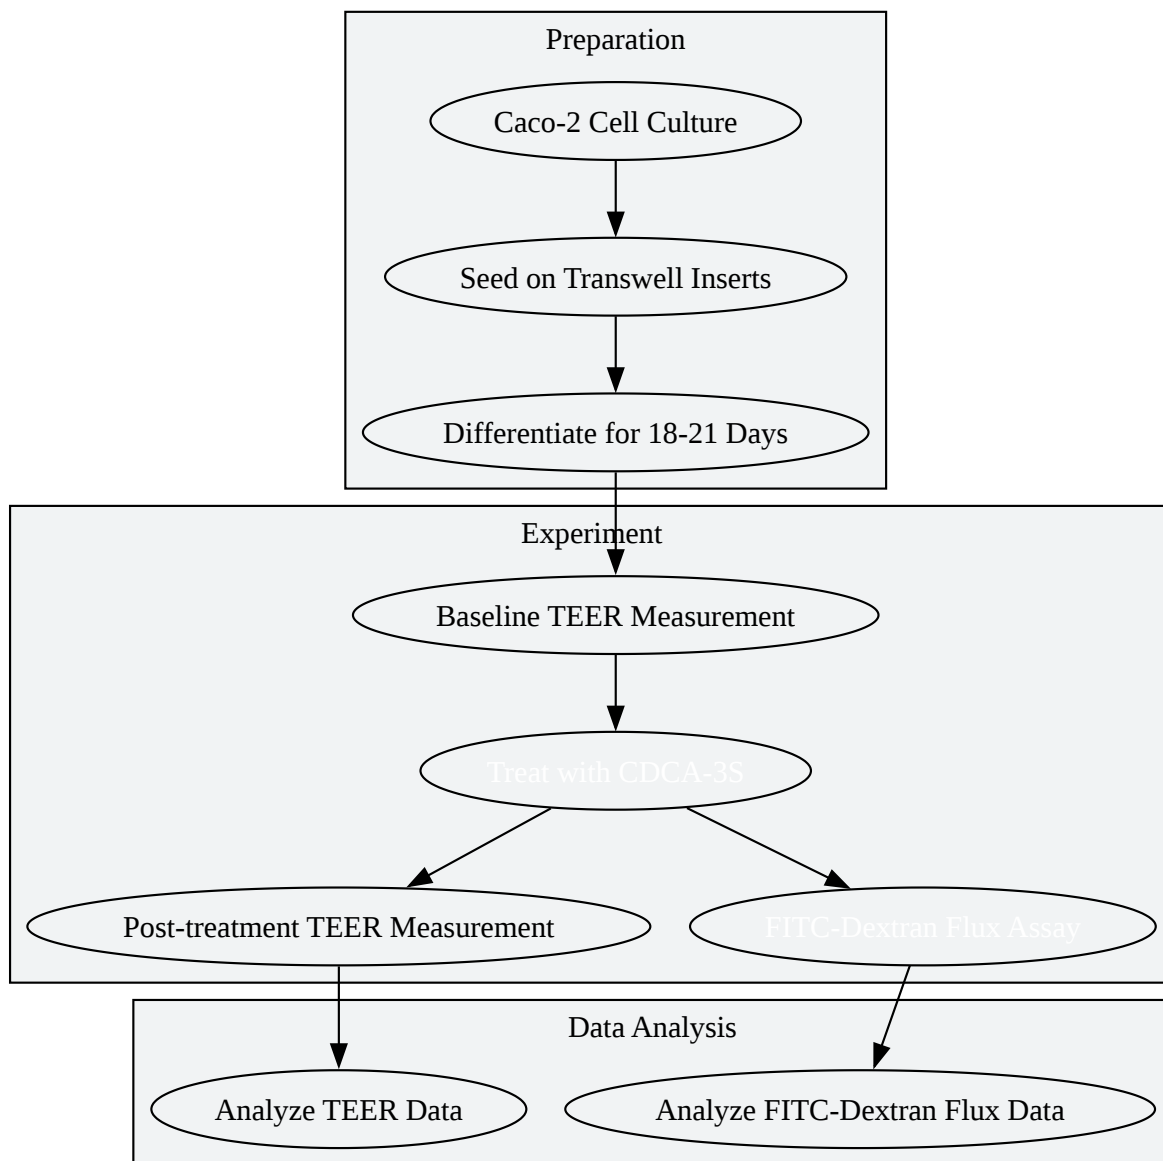 Preparation
Caco-2 Cell Culture
Seed on Transwell Inserts
Differentiate for 18-21 Days
Experiment
Baseline TEER Measurement
Treat with CDCA-3S
Post-treatment TEER Measurement
FITC-Dextran Flux Assay
Data Analysis
Analyze TEER Data
Analyze FITC-Dextran Flux Data